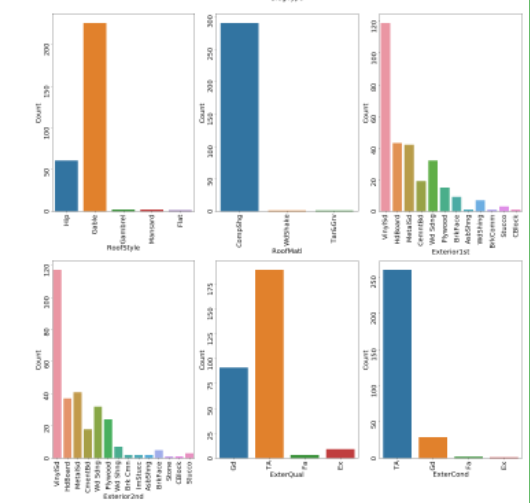 Count
0
50
100
150
200
Hip
Gable
Gambrel
Mansard
Flat
RoofStyle
Count
0
50
100
150
200
250
300
CompShg
WdShake
Tar&Grv
RoofMatl
Count
0
20
40
60
80
100
120
VinylSd
HdBoard
MetalSd
CemntBd
Wd Sdng
Plywood
BrkFace
AsbShng
WdShing
BrkComm
Stucco
CBlock
Exterior1st
Count
0
20
40
60
80
100
120
VinylSd
HdBoard
MetalSd
CmentBd
Wd Sdng
Plywood
Wd Shng
Brk Cmn
ImStucc
AsbShng
BrkFace
Stone
CBlock
Stucco
Exterior2nd
Count
0
25
50
75
100
125
150
175
Gd
TA
Fa
Ex
ExterQual
Count
0
50
100
150
200
250
TA
Gd
Fa
Ex
ExterCond